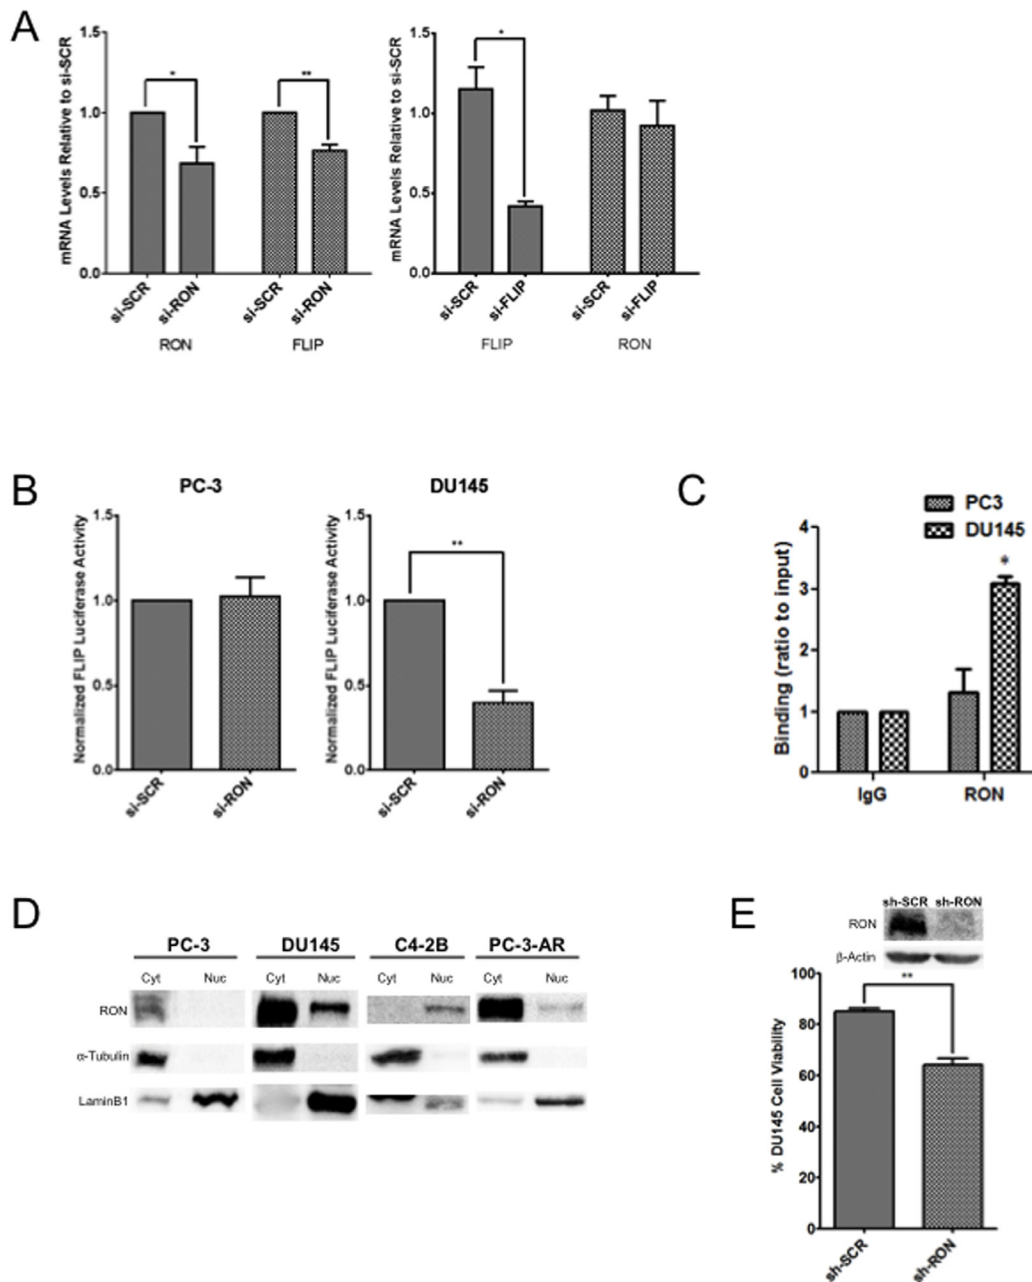 A
mRNA Levels Relative to si-SCR
1.5
1.0
0.5
0.0
*
**
si-SCR
si-RON
si-SCR
si-RON
RON
FLIP
mRNA Levels Relative to si-SCR
1.5
1.0
0.5
0.0
*
si-SCR
si-FLIP
si-SCR
si-FLIP
FLIP
RON
B
PC-3
Normalized FLIP Luciferase Activity
1.5
1.0
0.5
0.0
si-SCR
si-RON
DU145
Normalized FLIP Luciferase Activity
1.5
1.0
0.5
0.0
**
si-SCR
si-RON
C
PC3
DU145
Binding (ratio to input)
4
3
2
1
0
*
IgG
RON
D
PC-3 DU145 C4-2B PC-3-AR
Cyt Nuc Cyt Nuc Cyt Nuc Cyt Nuc
RON
α-Tubulin
LaminB1
E
sh-SCR sh-RON
RON
β-Actin
% DU145 Cell Viability
100
80
60
40
20
0
**
sh-SCR
sh-RON